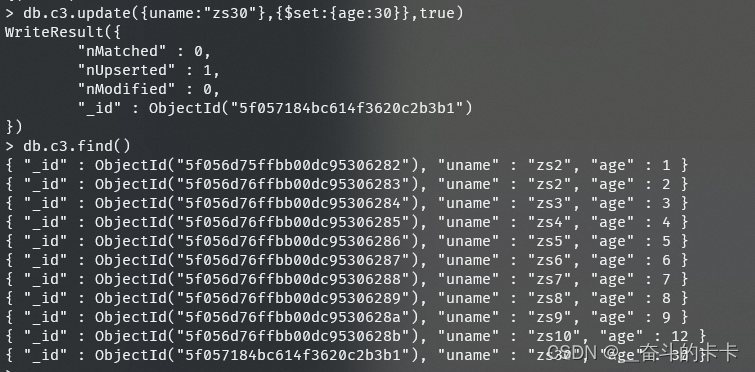 > db.c3.update({uname:"zs30"},{$set:{age:30}},true)
WriteResult({
"nMatched" : 0,
"nUpserted" : 1,
"nModified" : 0,
"_id" : ObjectId("5f057184bc614f3620c2b3b1")
})
> db.c3.find()
{ "_id" : ObjectId("5f056d75ffbb00dc95306282"), "uname" : "zs2", "age" : 1 }
{ "_id" : ObjectId("5f056d76ffbb00dc95306283"), "uname" : "zs2", "age" : 2 }
{ "_id" : ObjectId("5f056d76ffbb00dc95306284"), "uname" : "zs3", "age" : 3 }
{ "_id" : ObjectId("5f056d76ffbb00dc95306285"), "uname" : "zs4", "age" : 4 }
{ "_id" : ObjectId("5f056d76ffbb00dc95306286"), "uname" : "zs5", "age" : 5 }
{ "_id" : ObjectId("5f056d76ffbb00dc95306287"), "uname" : "zs6", "age" : 6 }
{ "_id" : ObjectId("5f056d76ffbb00dc95306288"), "uname" : "zs7", "age" : 7 }
{ "_id" : ObjectId("5f056d76ffbb00dc95306289"), "uname" : "zs8", "age" : 8 }
{ "_id" : ObjectId("5f056d76ffbb00dc9530628a"), "uname" : "zs9", "age" : 9 }
{ "_id" : ObjectId("5f056d76ffbb00dc9530628b"), "uname" : "zs10", "age" : 12 }
{ "_id" : ObjectId("5f057184bc614f3620c2b3b1"), "uname" : "zs30", "age" : 30 }
CSDN @_奋斗的卡卡